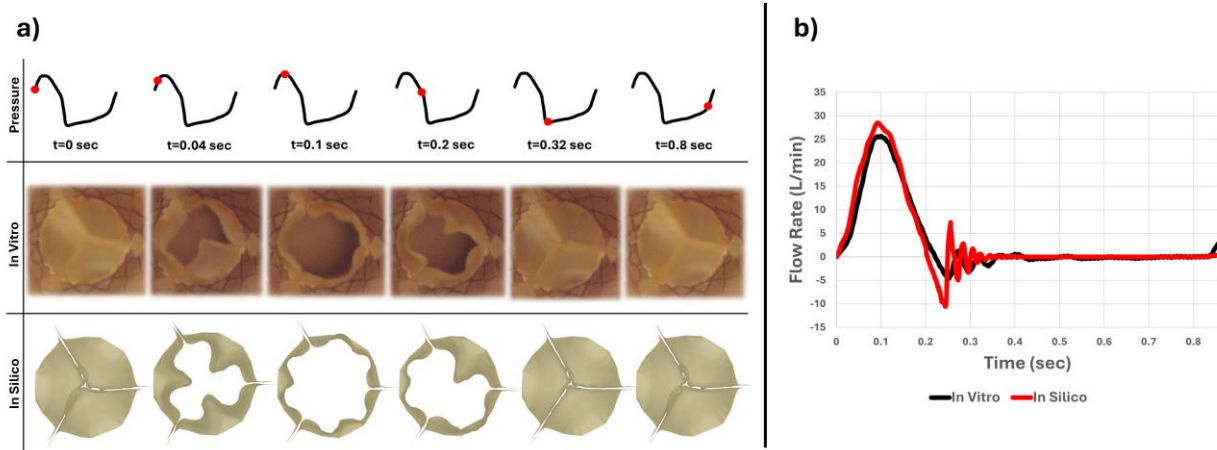 a)
Pressure
t=0 sec t=0.04 sec t=0.1 sec t=0.2 sec t=0.32 sec t=0.8 sec
In Vitro
In Silico
b)
Flow Rate (L/min)
35
30
25
20
15
10
5
0
-5
-10
-15
0 0.1 0.2 0.3 0.4 0.5 0.6 0.7 0.8
Time (sec)
In Vitro In Silico